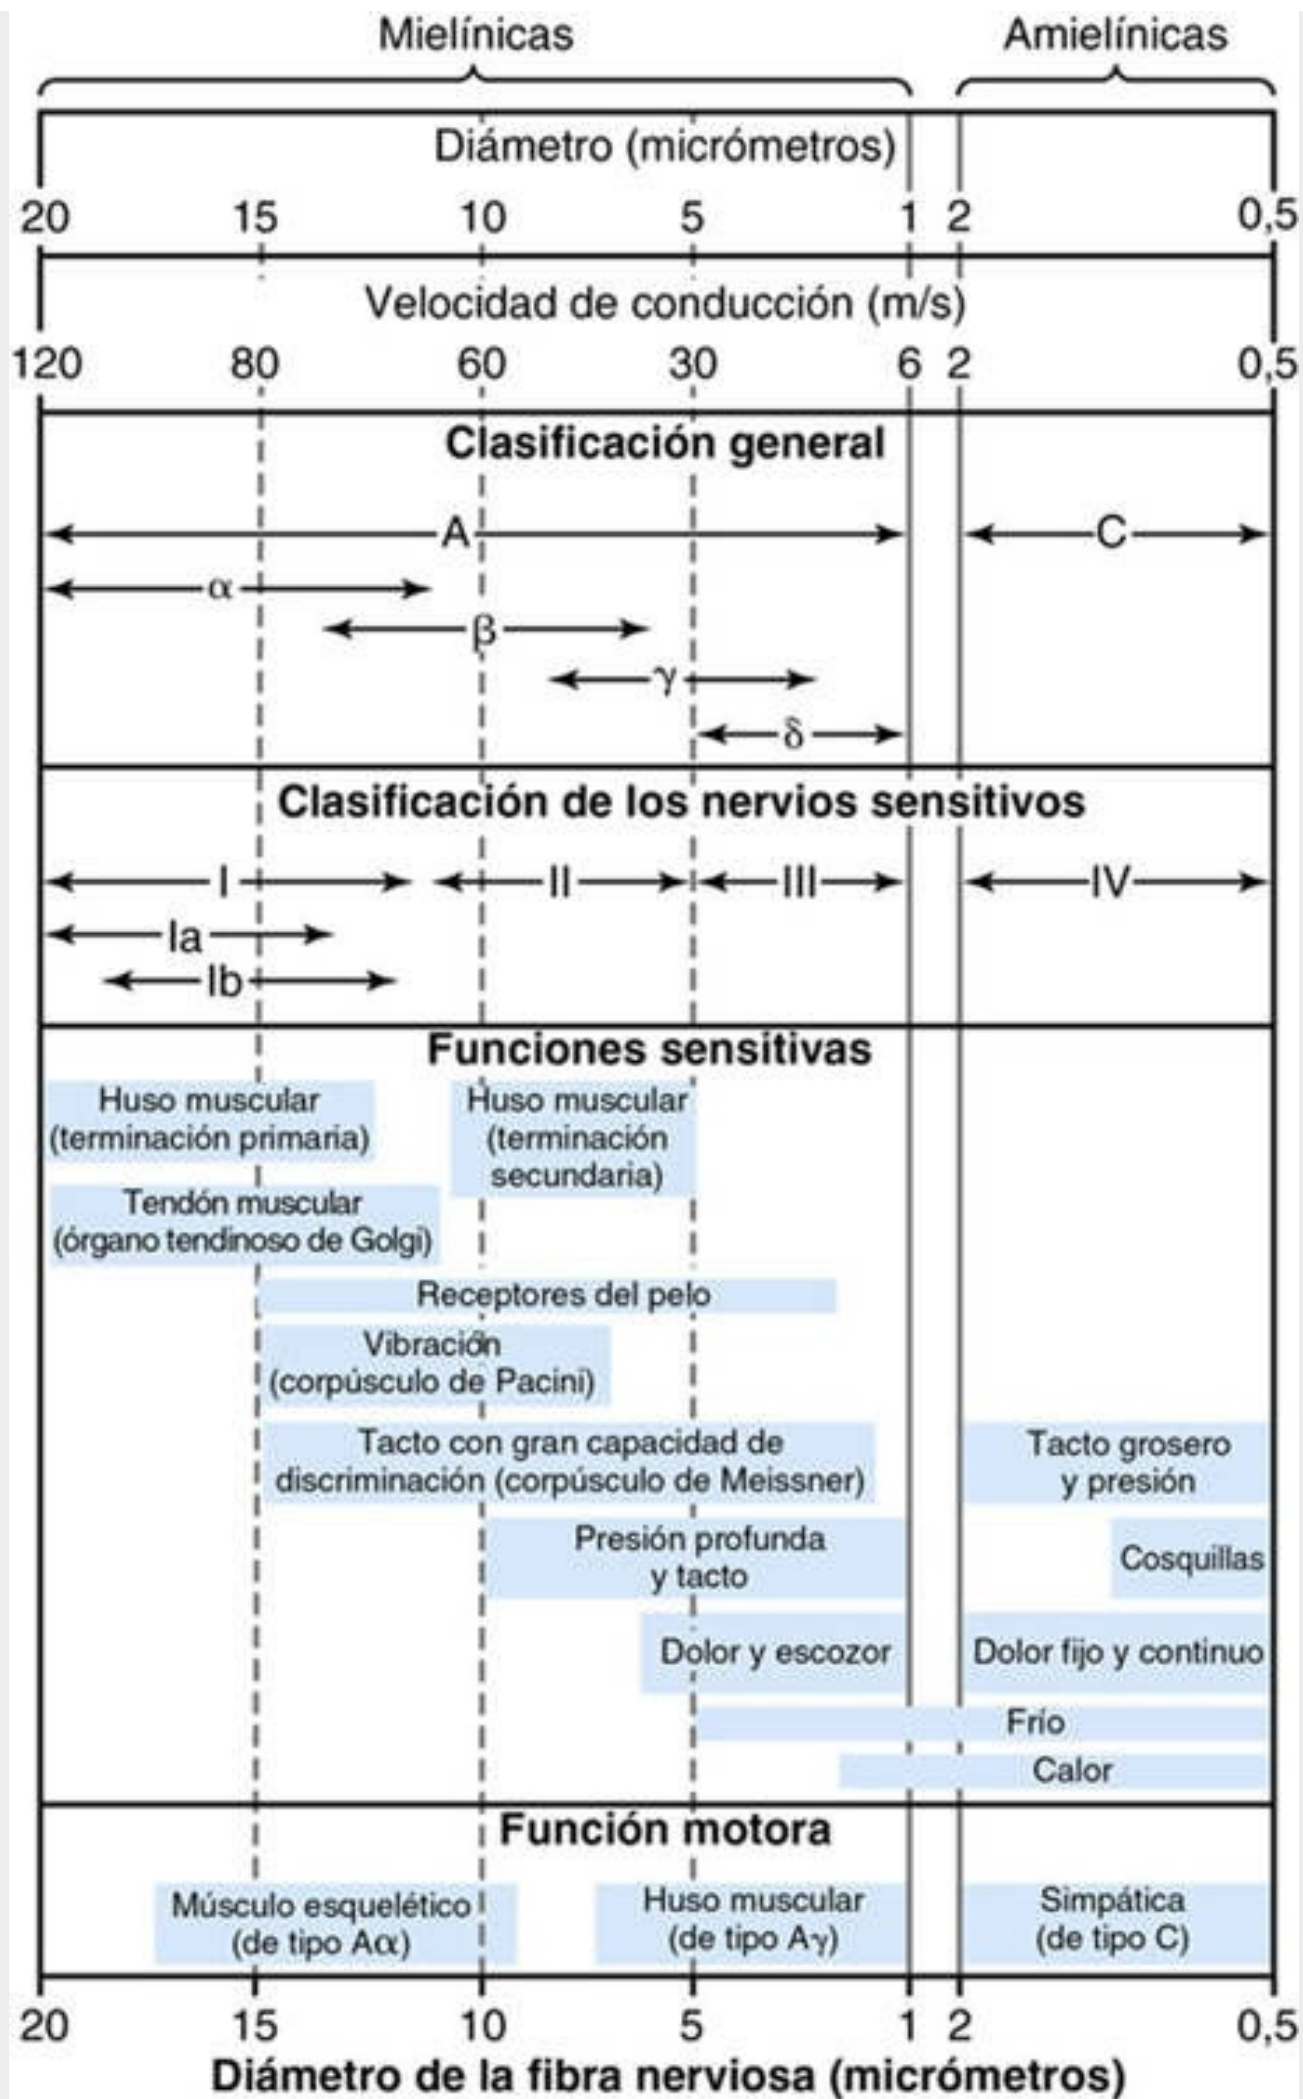 Mielínicas Amielínicas
Diámetro (micrómetros)
20 15 10 5 1 2 0,5
Velocidad de conducción (m/s)
120 80 60 30 6 2 0,5
Clasificación general
A C
α
β
γ
δ
Clasificación de los nervios sensitivos
I II III IV
Ia
Ib
Funciones sensitivas
Huso muscular
(terminación primaria)
Huso muscular
(terminación
secundaria)
Tendón muscular
(órgano tendinoso de Golgi)
Receptores del pelo
Vibración
(corpúsculo de Pacini)
Tacto con gran capacidad de
discriminación (corpúsculo de Meissner)
Tacto grosero
y presión
Presión profunda
y tacto
Cosquillas
Dolor y escozor
Dolor fijo y continuo
Frío
Calor
Función motora
Músculo esquelético
(de tipo Aα)
Huso muscular
(de tipo Aγ)
Simpática
(de tipo C)
20 15 10 5 1 2 0,5
Diámetro de la fibra nerviosa (micrómetros)